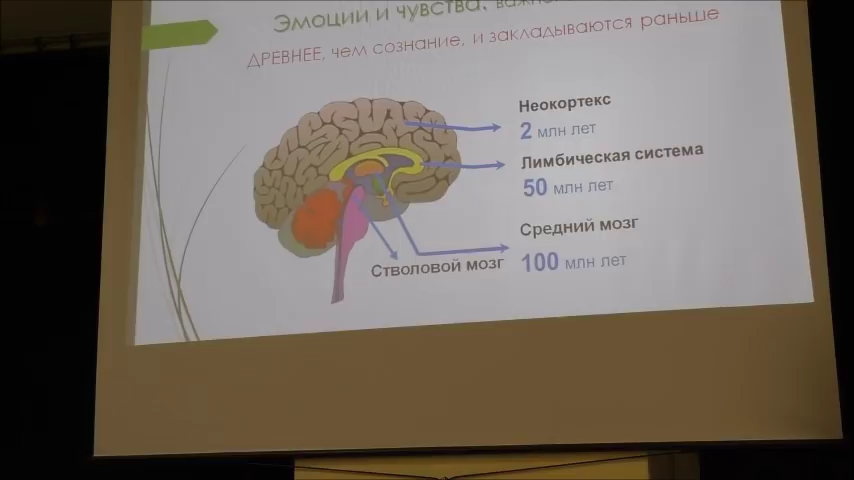 Эмоции и чувства:
ДРЕВНЕЕ, чем сознание, и закладываются раньше
Неокортекс
2 млн лет
Лимбическая система
50 млн лет
Средний мозг
Стволовой мозг
100 млн лет